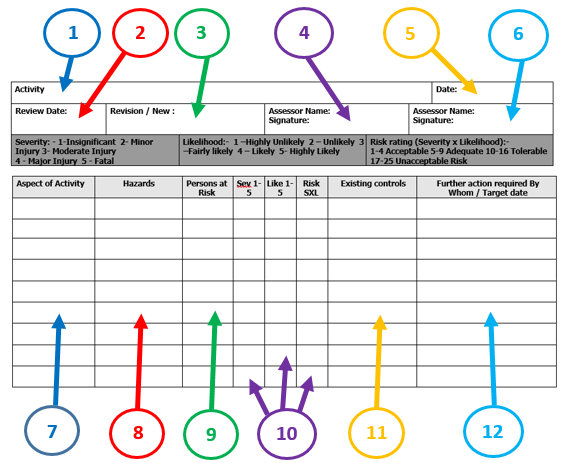 1 2 3 4 5 6
Activity Date:
Review Date: Revision / New : Assessor Name: Assessor Name:
Signature: Signature:
Severity: - 1-Insignificant 2- Minor Likelihood:- 1 –Highly Unlikely 2 – Unlikely 3 Risk rating (Severity x Likelihood):-
Injury 3- Moderate Injury –Fairly likely 4 – Likely 5- Highly Likely 1-4 Acceptable 5-9 Adequate 10-16 Tolerable
4 - Major Injury 5 - Fatal 17-25 Unacceptable Risk
Aspect of Activity Hazards Persons at Sev 1- Like 1- Risk Existing controls Further action required By
Risk 5 5 SXL Whom / Target date
7 8 9 10 11 12